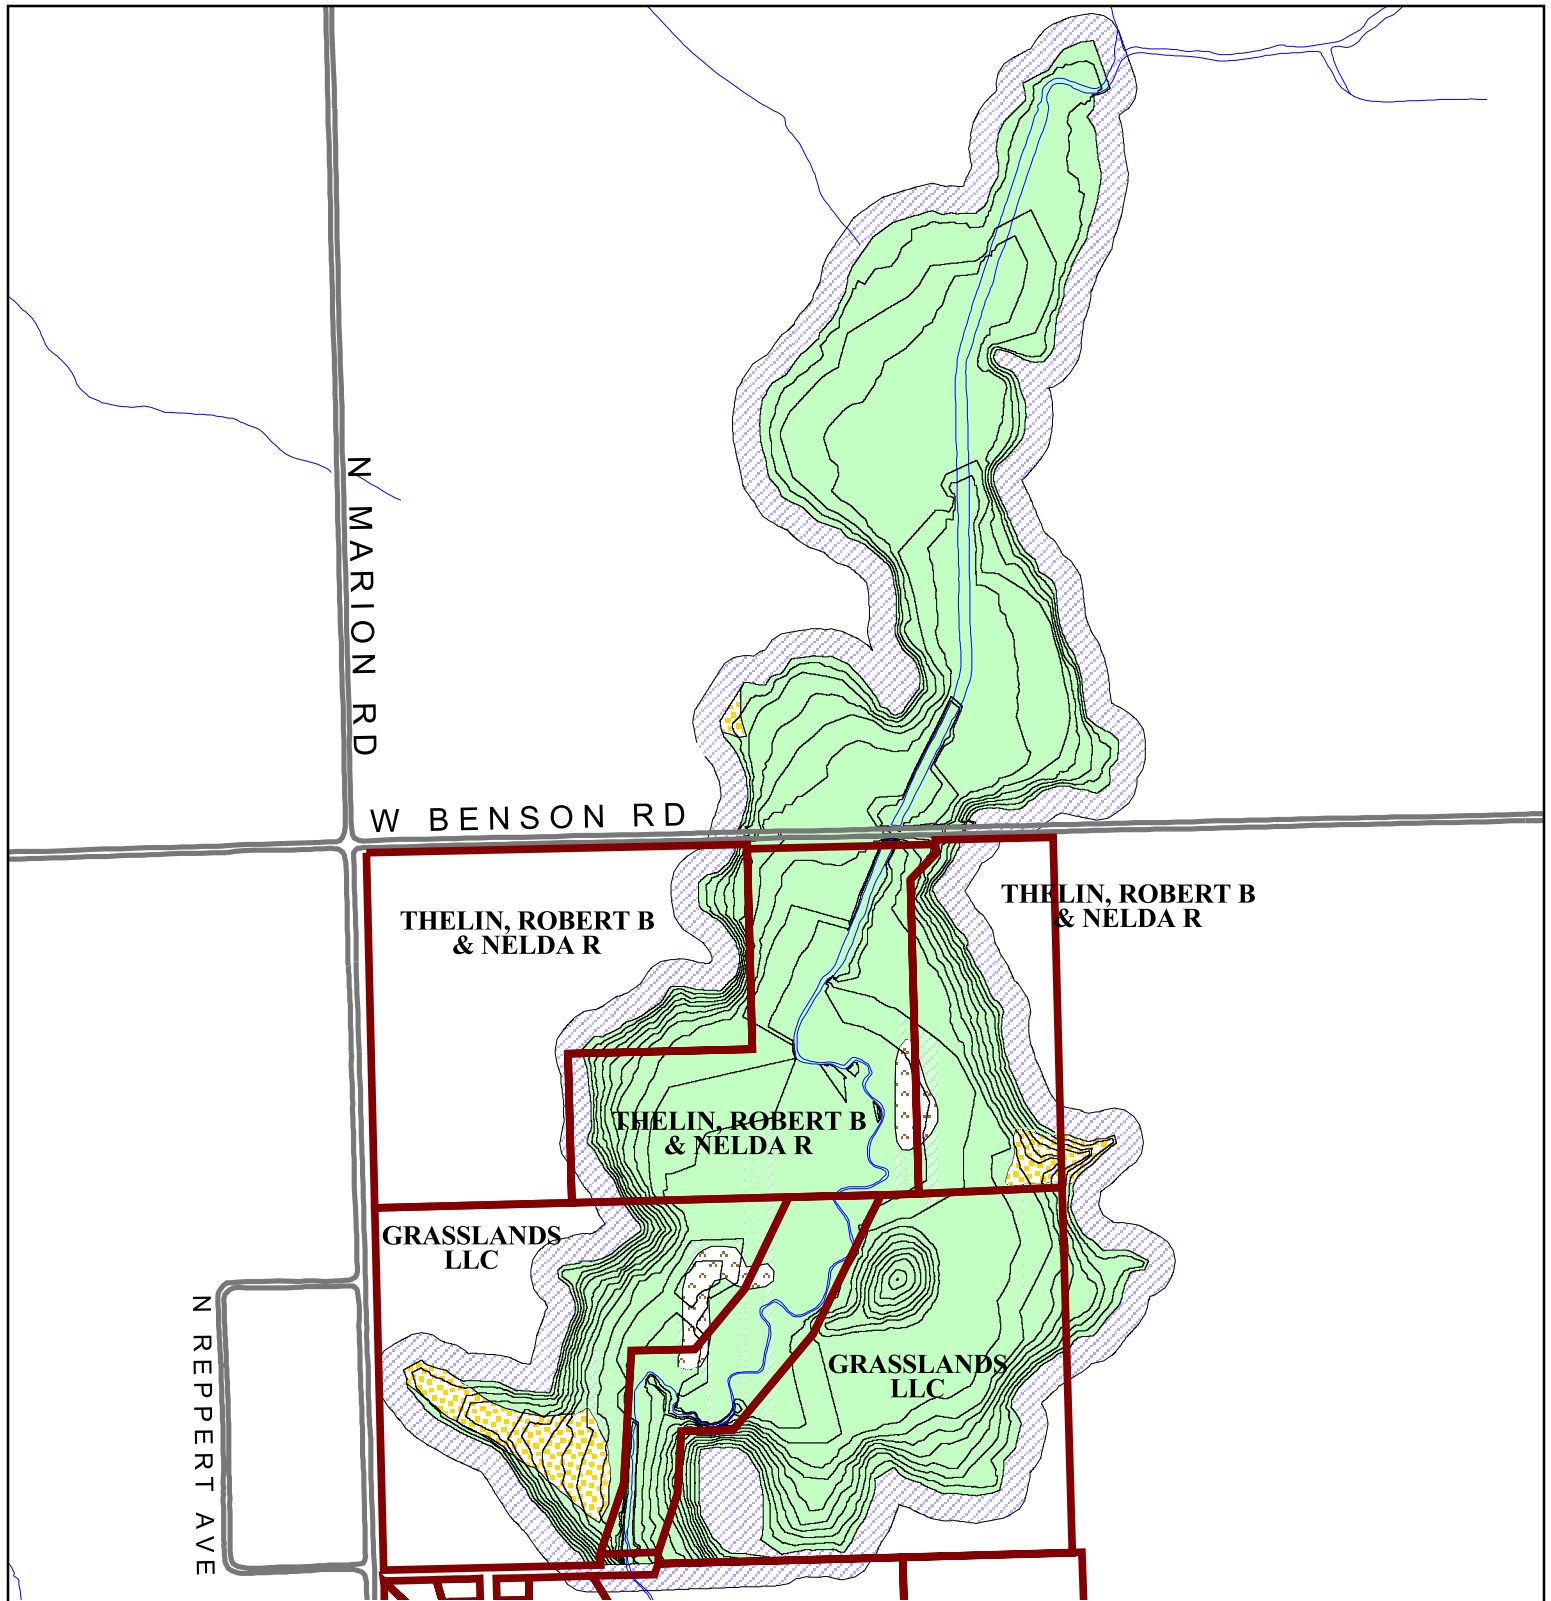 N MARION RD
W BENSON RD
THELIN, ROBERT B
& NELDA R
THELIN, ROBERT B
& NELDA R
THELIN, ROBERT B
& NELDA R
GRASSLANDS
LLC
N REPPERT AVE
GRASSLANDS
LLC